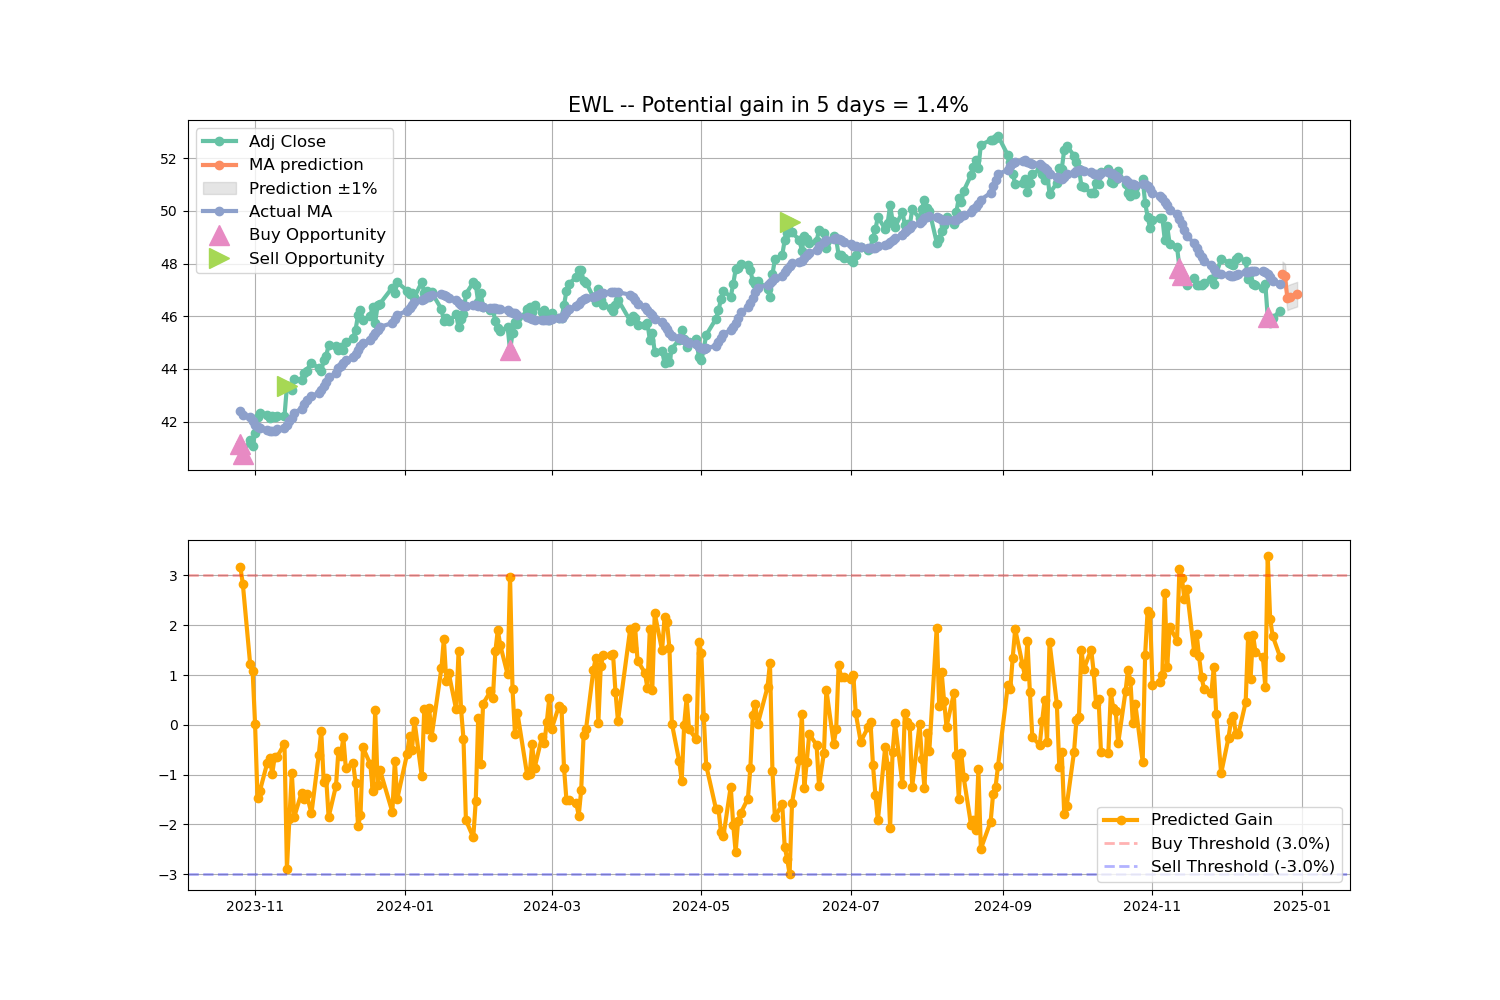 EWL -- Potential gain in 5 days = 1.4%
Adj Close
MA prediction
Prediction ±1%
Actual MA
Buy Opportunity
Sell Opportunity
52
50
48
46
44
42
3
2
1
0
−1
−2
−3
Predicted Gain
Buy Threshold (3.0%)
Sell Threshold (-3.0%)
2023-11 2024-01 2024-03 2024-05 2024-07 2024-09 2024-11 2025-01